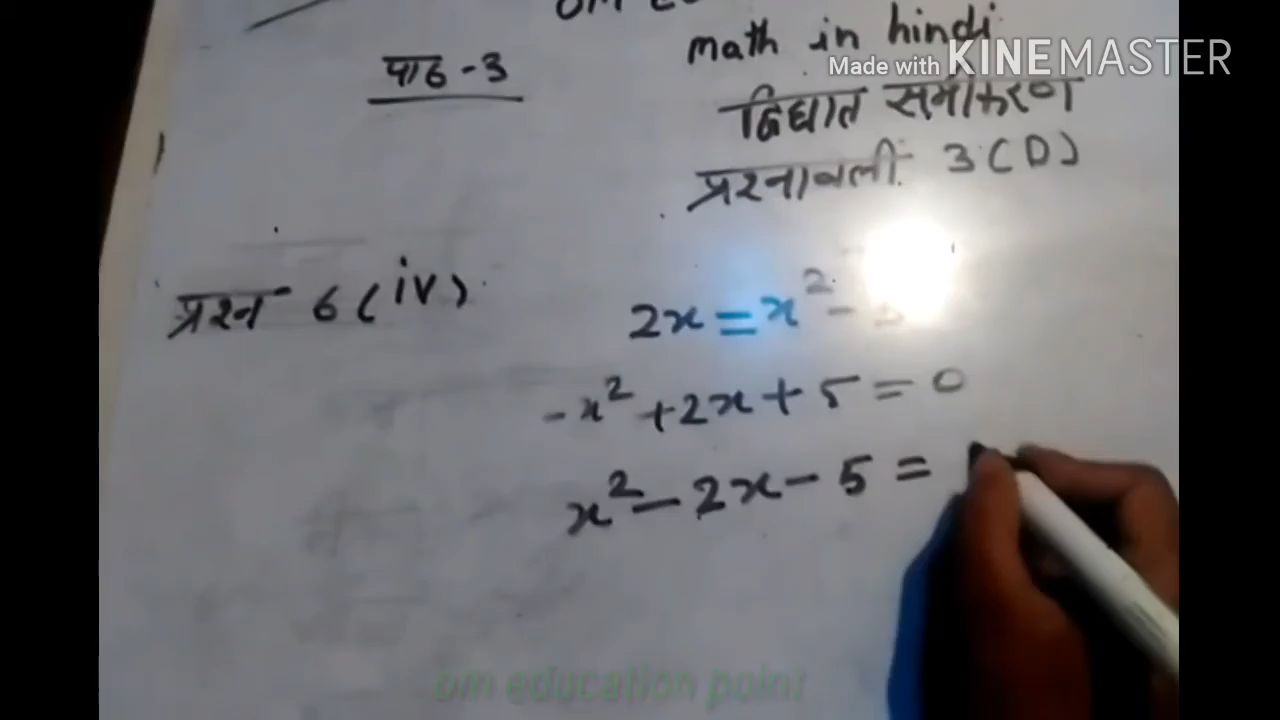 OM
math in hindi
Made with KINEMASTER
पाठ - 3
द्विघात समीकरण
प्रश्नावली 3 (D)
प्रश्न 6 (iv)
2x = x² -
-x² + 2x + 5 = 0
x² - 2x - 5 =
om education point